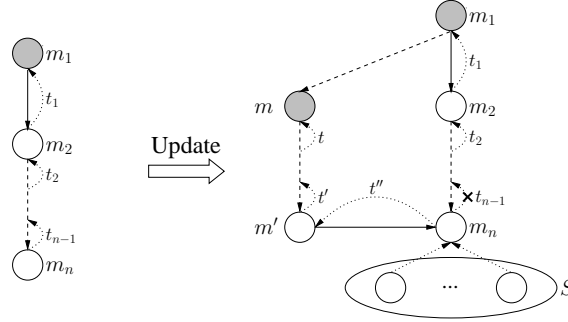 m₁
t₁
m₂
t₂
tₙ₋₁
mₙ
Update
m₁
t₁
m
m₂
t
t₂
t′
t″
tₙ₋₁
m′
mₙ
...
S